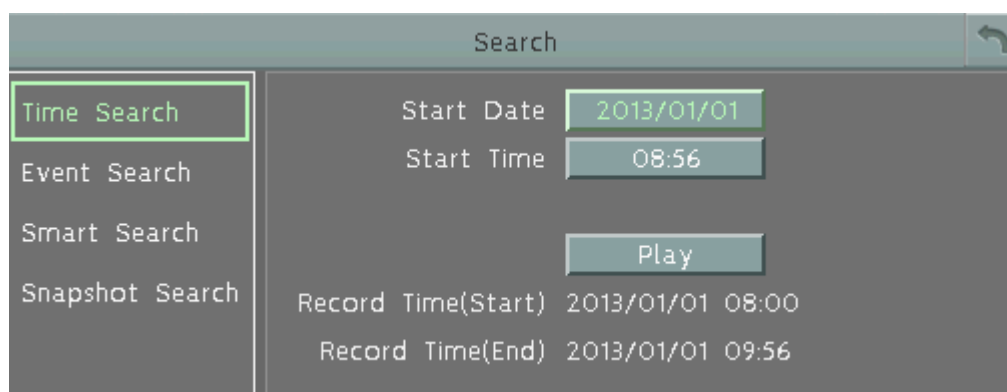 Search
Time Search
Event Search
Smart Search
Snapshot Search
Start Date 2013/01/01
Start Time 08:56
Play
Record Time(Start) 2013/01/01 08:00
Record Time(End) 2013/01/01 09:56